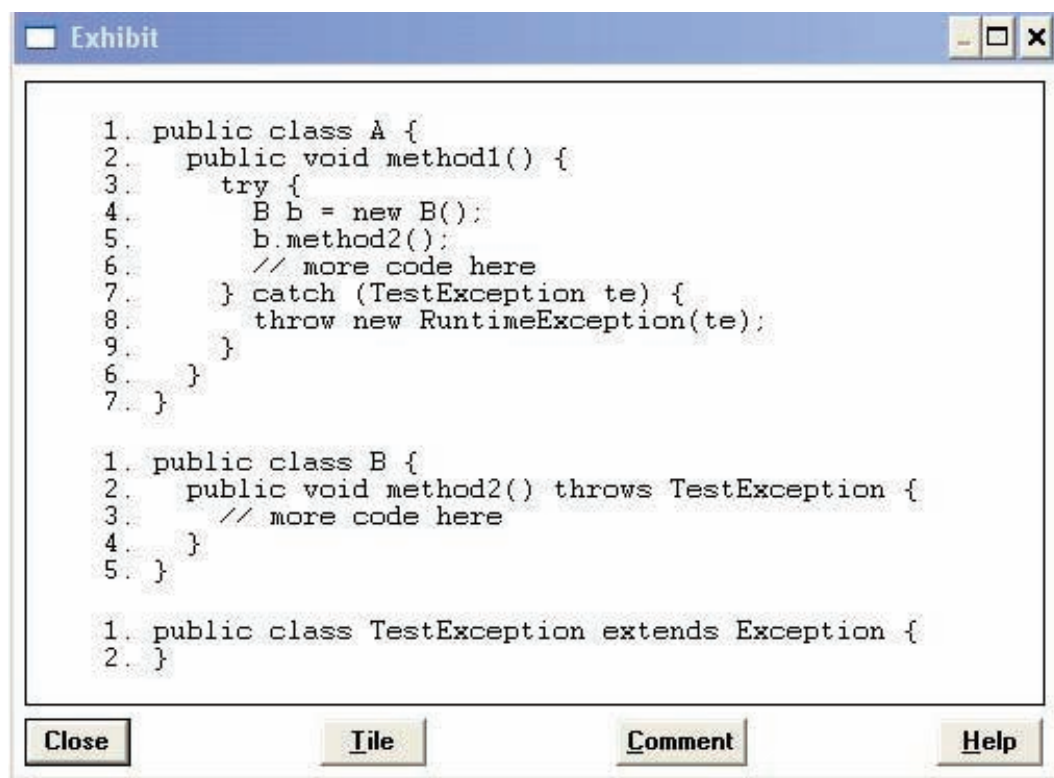 Exhibit
1. public class A {
2.   public void method1() {
3.     try {
4.       B b = new B();
5.       b.method2();
6.       // more code here
7.     } catch (TestException te) {
8.       throw new RuntimeException(te);
9.     }
6.   }
7. }
1. public class B {
2.   public void method2() throws TestException {
3.     // more code here
4.   }
5. }
1. public class TestException extends Exception {
2. }
Close Tile Comment Help